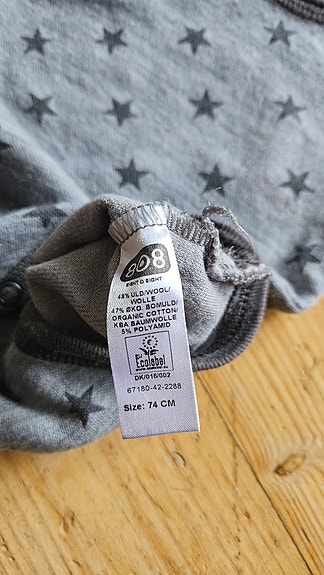 8D8
EIGHT D EIGHT
48% ULD/WOOL/
WOLLE
47% ØKO. BOMULD/
ORGANIC COTTON/
KBA BAUMWOLLE
5% POLYAMID
Ecolabel
DK/016/002
67180-42-2288
Size: 74 CM